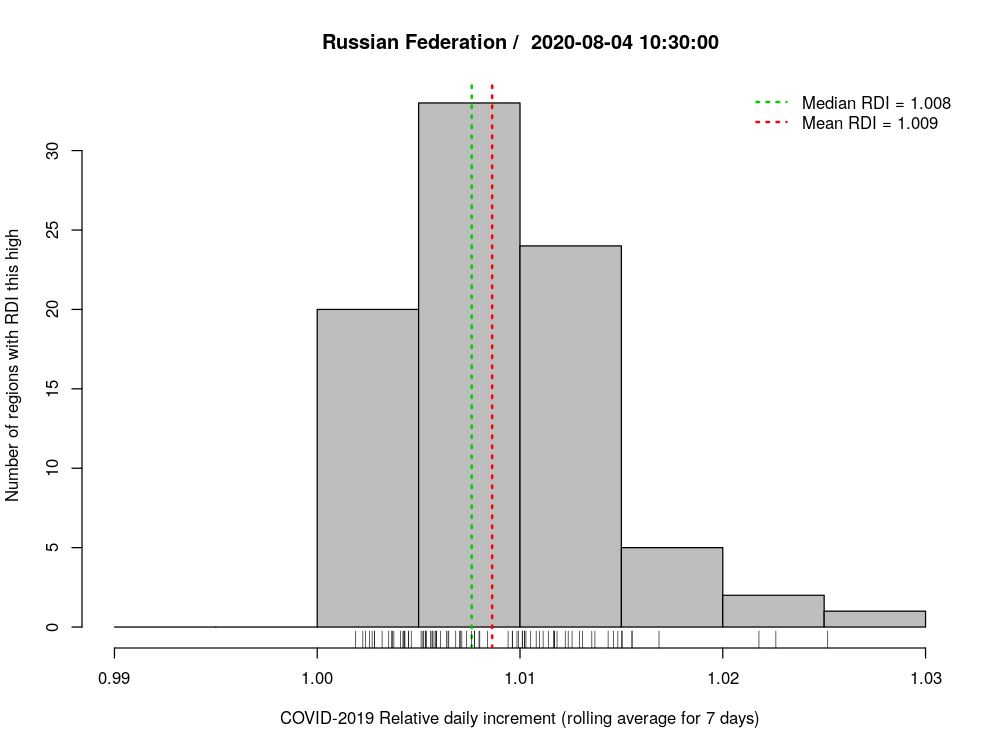 Russian Federation /  2020-08-04 10:30:00
Median RDI = 1.008
Mean RDI = 1.009
Number of regions with RDI this high
30
25
20
15
10
5
0
0.99 1.00 1.01 1.02 1.03
COVID-2019 Relative daily increment (rolling average for 7 days)